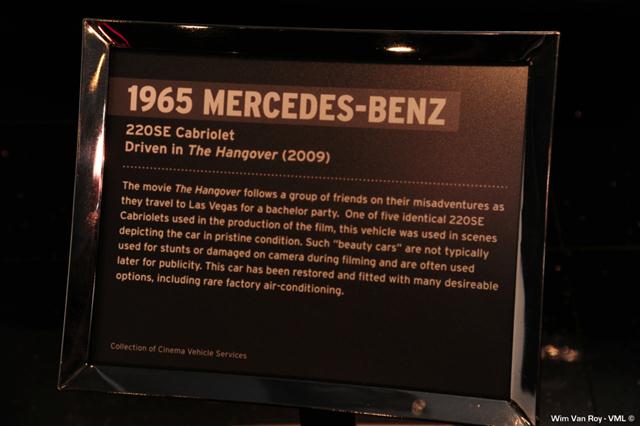 1965 MERCEDES-BENZ
220SE Cabriolet
Driven in The Hangover (2009)
The movie The Hangover follows a group of friends on their misadventures as
they travel to Las Vegas for a bachelor party. One of five identical 220SE
Cabriolets used in the production of the film, this vehicle was used in scenes
depicting the car in pristine condition. Such "beauty cars" are not typically
used for stunts or damaged on camera during filming and are often used
later for publicity. This car has been restored and fitted with many desireable
options, including rare factory air-conditioning.
Collection of Cinema Vehicle Services
Wim Van Roy - VML ©